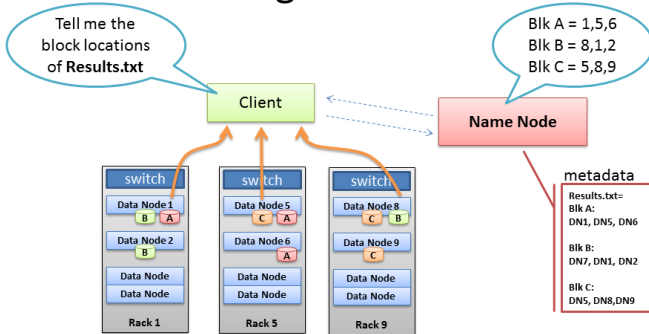 Tell me the
block locations
of Results.txt
Blk A = 1,5,6
Blk B = 8,1,2
Blk C = 5,8,9
Client
Name Node
metadata
Results.txt=
Blk A:
DN1, DN5, DN6
Blk B:
DN7, DN1, DN2
Blk C:
DN5, DN8,DN9
switch
Data Node 1
B A
Data Node 2
B
Data Node
Data Node
Rack 1
switch
Data Node 5
C A
Data Node 6
A
Data Node
Data Node
Rack 5
switch
Data Node 8
C B
Data Node 9
C
Data Node
Data Node
Rack 9